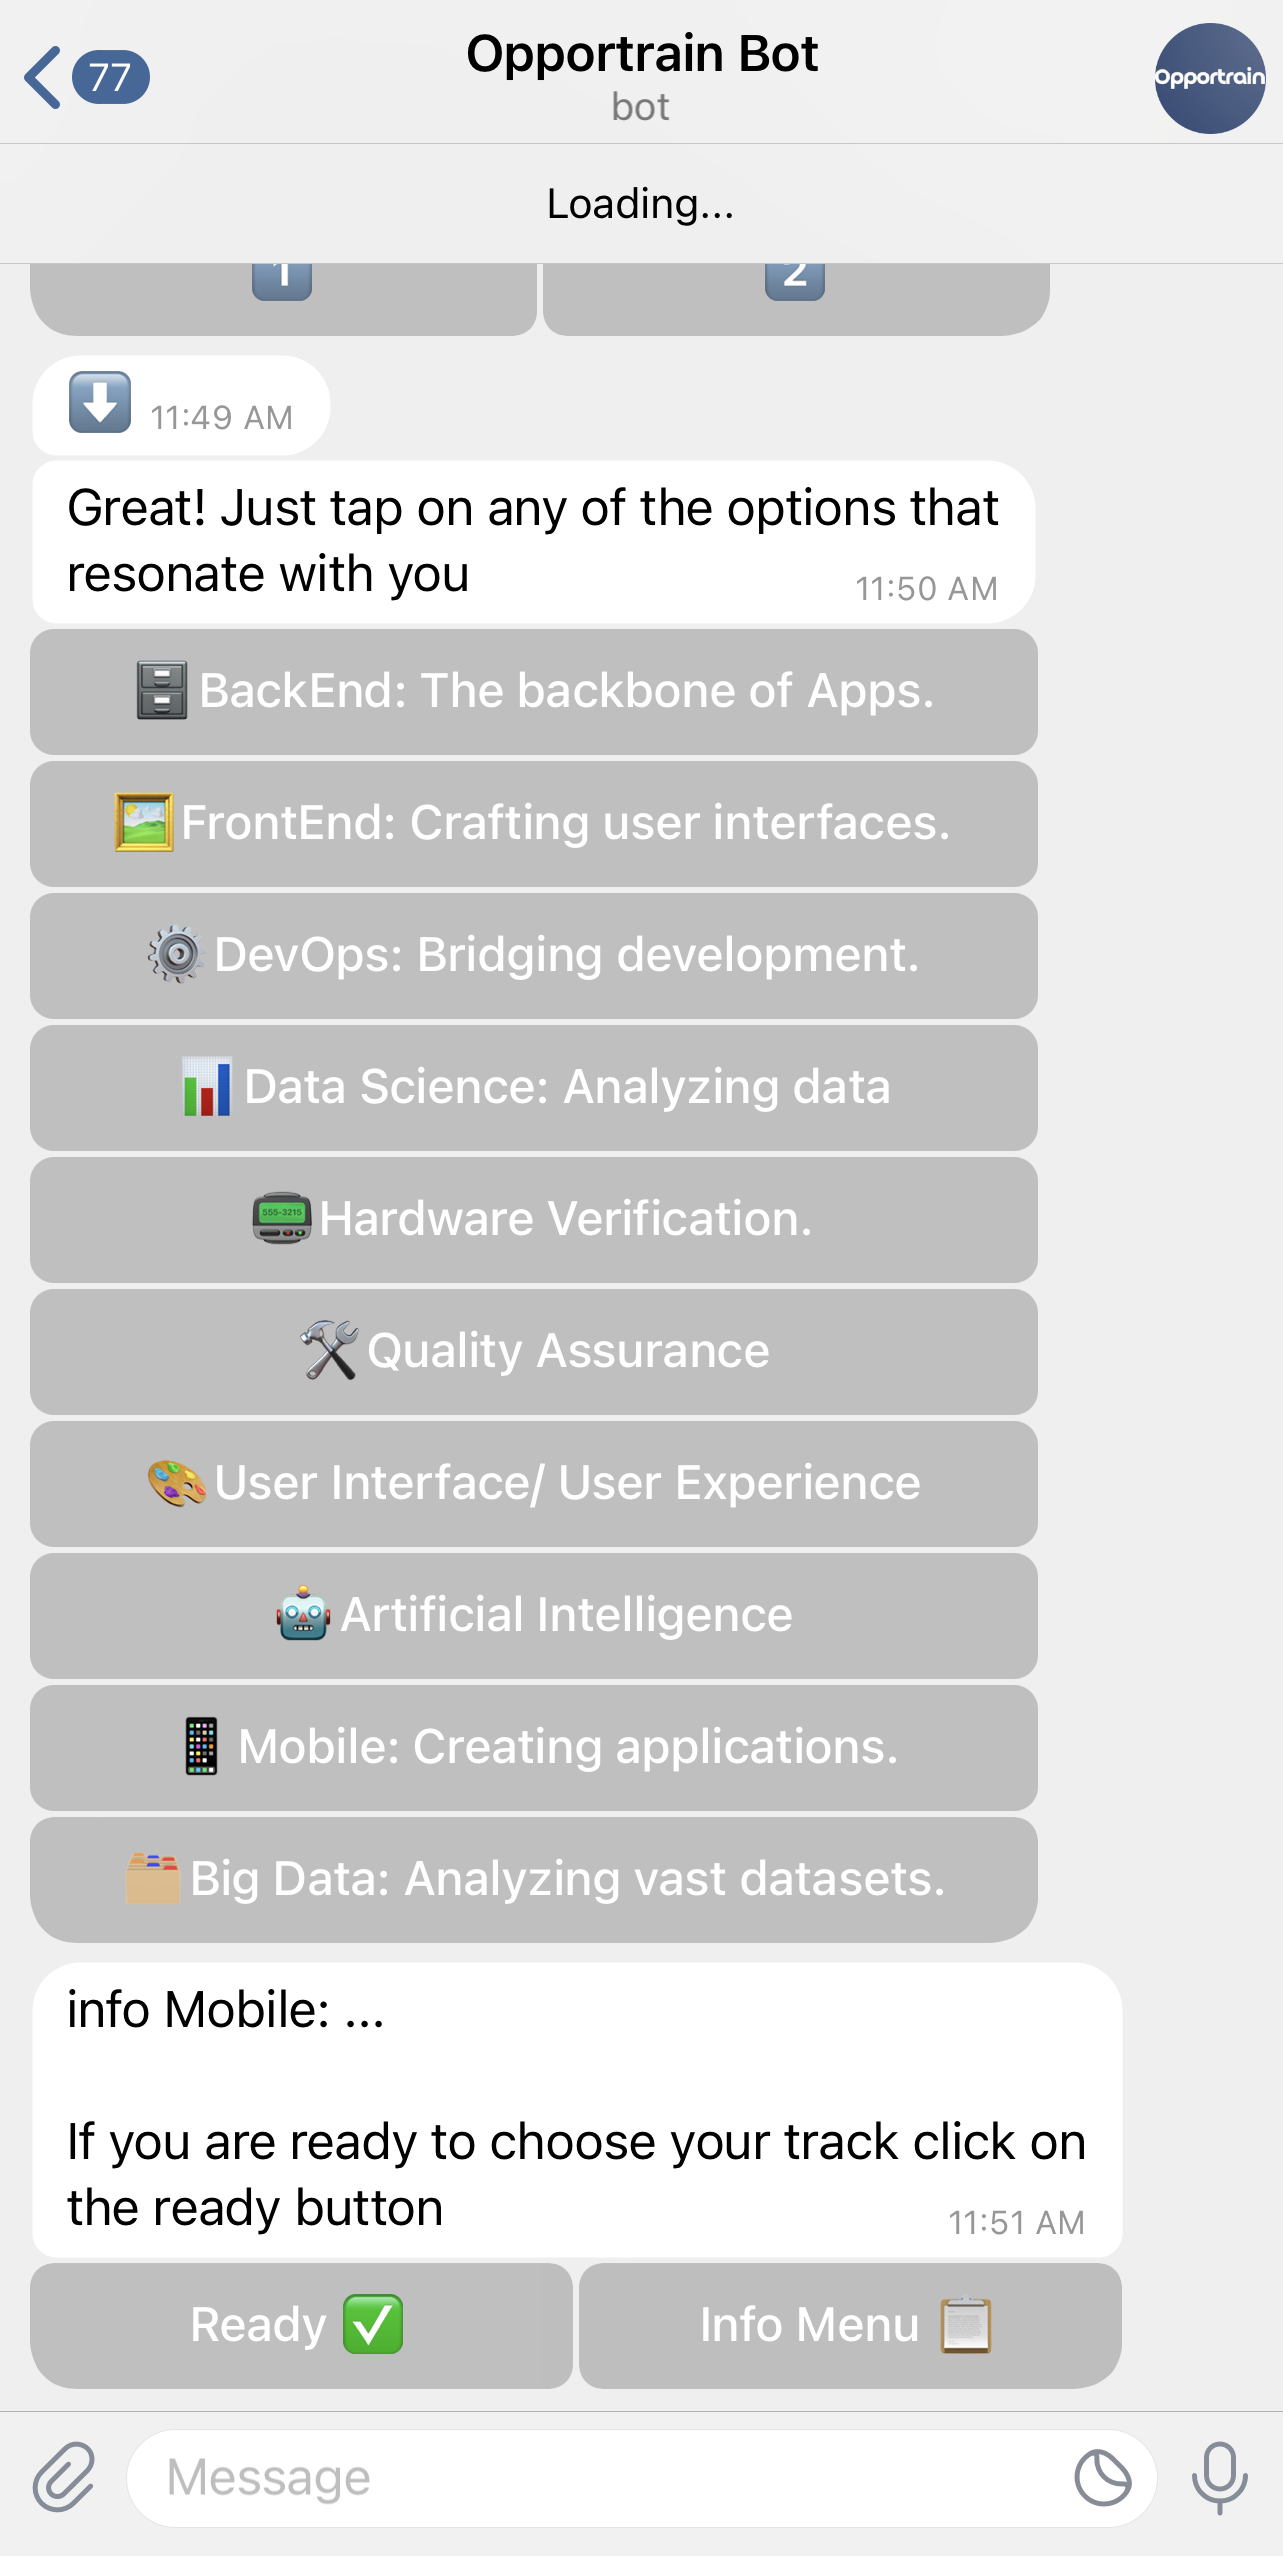 77
Opportrain Bot
bot
Opportrain
Loading...
1
2
11:49 AM
Great! Just tap on any of the options that
resonate with you
11:50 AM
BackEnd: The backbone of Apps.
FrontEnd: Crafting user interfaces.
DevOps: Bridging development.
Data Science: Analyzing data
555-3215
Hardware Verification.
Quality Assurance
User Interface/ User Experience
Artificial Intelligence
Mobile: Creating applications.
Big Data: Analyzing vast datasets.
info Mobile: ...
If you are ready to choose your track click on
the ready button
11:51 AM
Ready
Info Menu
Message